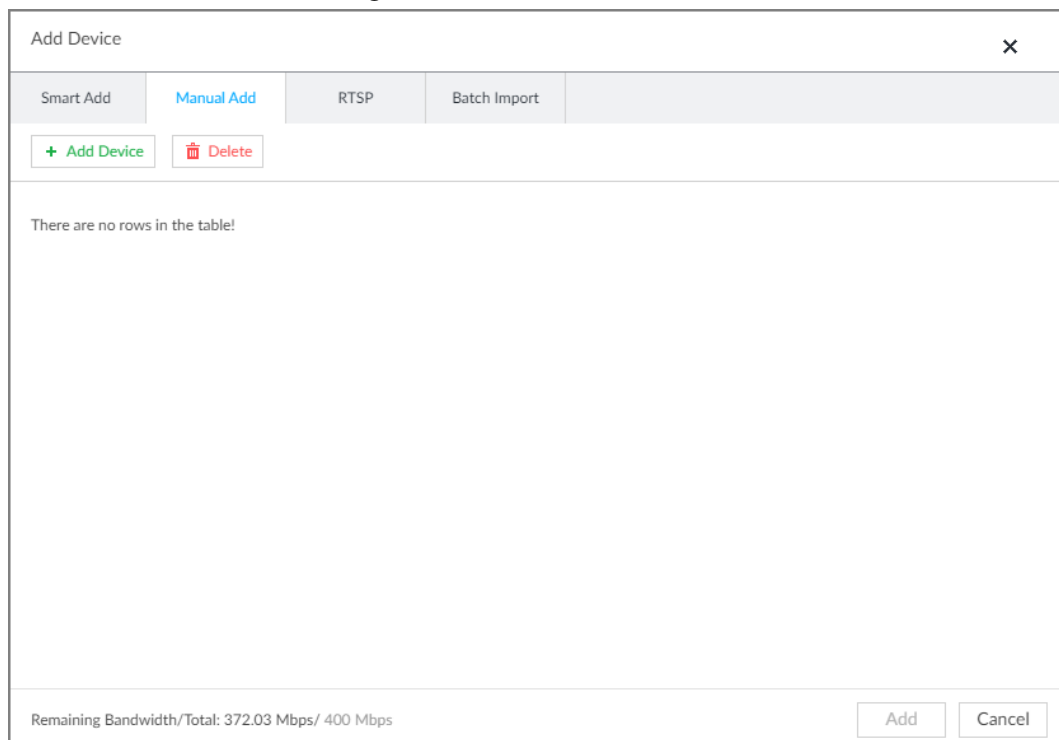 Add Device
Smart Add Manual Add RTSP Batch Import
+ Add Device Delete
There are no rows in the table!
Remaining Bandwidth/Total: 372.03 Mbps/ 400 Mbps Add Cancel